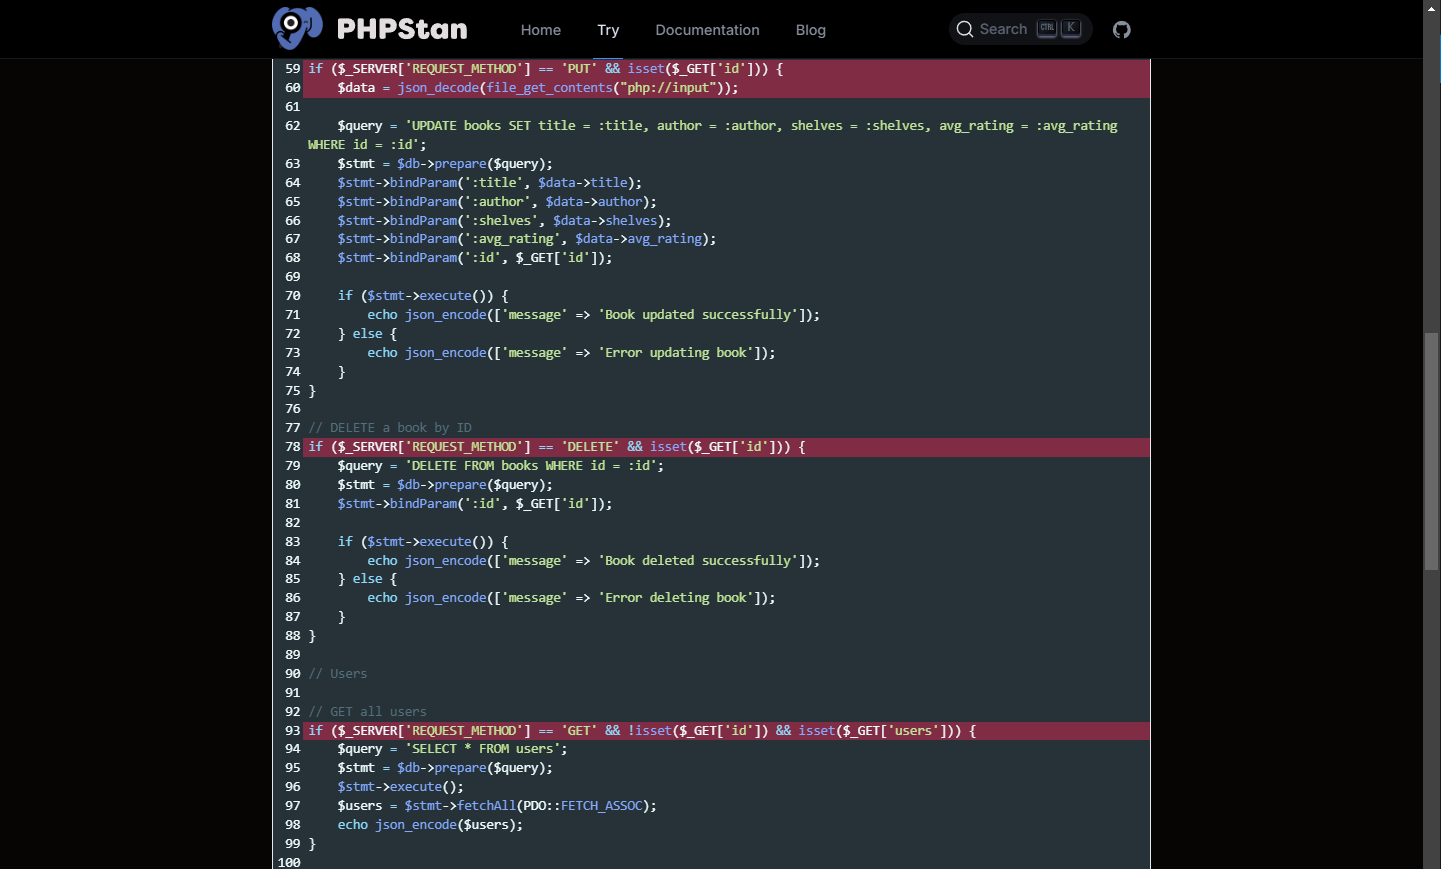 PHPStan
Home Try Documentation Blog Search CTRL K
59 if ($_SERVER['REQUEST_METHOD'] == 'PUT' && isset($_GET['id'])) {
60     $data = json_decode(file_get_contents("php://input"));
61
62     $query = 'UPDATE books SET title = :title, author = :author, shelves = :shelves, avg_rating = :avg_rating
WHERE id = :id';
63     $stmt = $db->prepare($query);
64     $stmt->bindParam(':title', $data->title);
65     $stmt->bindParam(':author', $data->author);
66     $stmt->bindParam(':shelves', $data->shelves);
67     $stmt->bindParam(':avg_rating', $data->avg_rating);
68     $stmt->bindParam(':id', $_GET['id']);
69
70     if ($stmt->execute()) {
71         echo json_encode(['message' => 'Book updated successfully']);
72     } else {
73         echo json_encode(['message' => 'Error updating book']);
74     }
75 }
76
77 // DELETE a book by ID
78 if ($_SERVER['REQUEST_METHOD'] == 'DELETE' && isset($_GET['id'])) {
79     $query = 'DELETE FROM books WHERE id = :id';
80     $stmt = $db->prepare($query);
81     $stmt->bindParam(':id', $_GET['id']);
82
83     if ($stmt->execute()) {
84         echo json_encode(['message' => 'Book deleted successfully']);
85     } else {
86         echo json_encode(['message' => 'Error deleting book']);
87     }
88 }
89
90 // Users
91
92 // GET all users
93 if ($_SERVER['REQUEST_METHOD'] == 'GET' && !isset($_GET['id']) && isset($_GET['users'])) {
94     $query = 'SELECT * FROM users';
95     $stmt = $db->prepare($query);
96     $stmt->execute();
97     $users = $stmt->fetchAll(PDO::FETCH_ASSOC);
98     echo json_encode($users);
99 }
100